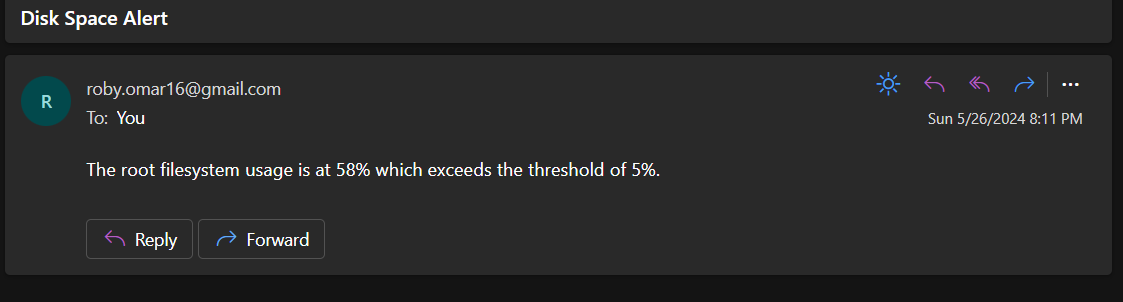 Disk Space Alert
R
roby.omar16@gmail.com
To: You
Sun 5/26/2024 8:11 PM
The root filesystem usage is at 58% which exceeds the threshold of 5%.
Reply
Forward